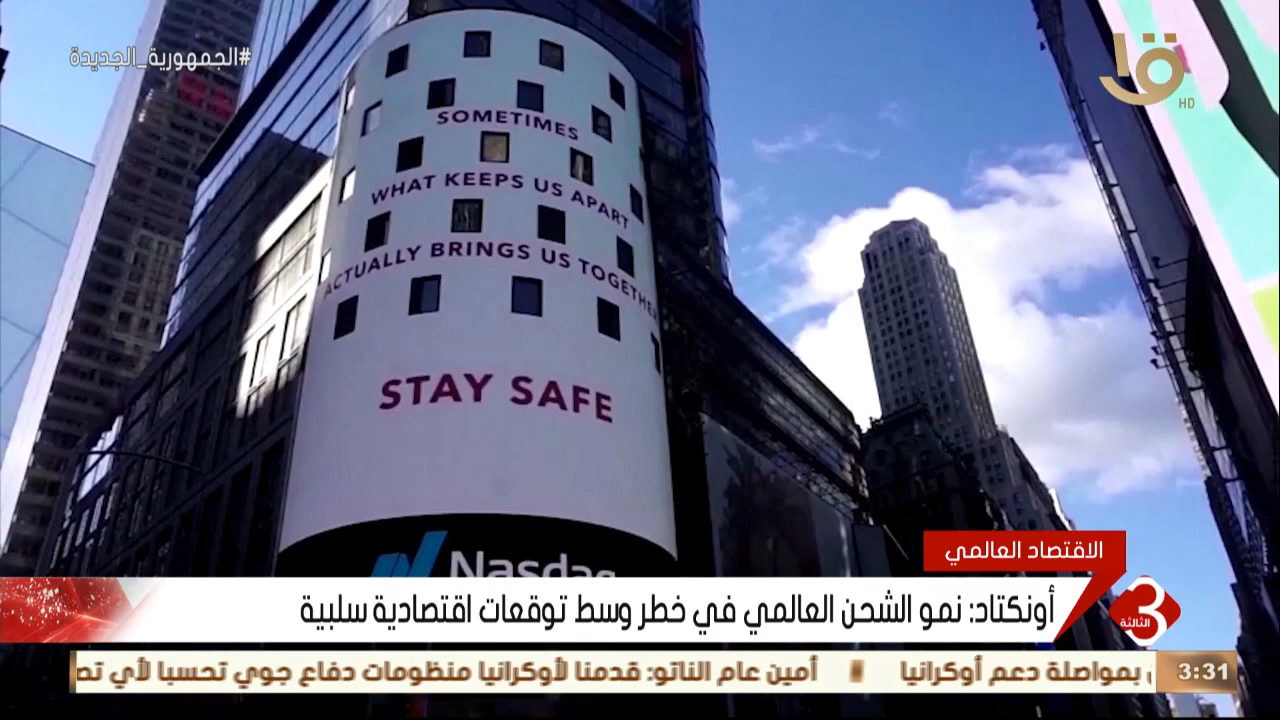 #الجمهورية_الجديدة
HD
SOMETIMES
WHAT KEEPS US APART
ACTUALLY BRINGS US TOGETHER
STAY SAFE
Nasdaq
الاقتصاد العالمي
أونكتاد: نمو الشحن العالمي في خطر وسط توقعات اقتصادية سلبية
3
الثالثة
بمواصلة دعم أوكرانيا
أمين عام الناتو: قدمنا لأوكرانيا منظومات دفاع جوي تحسبا لأي
3:31